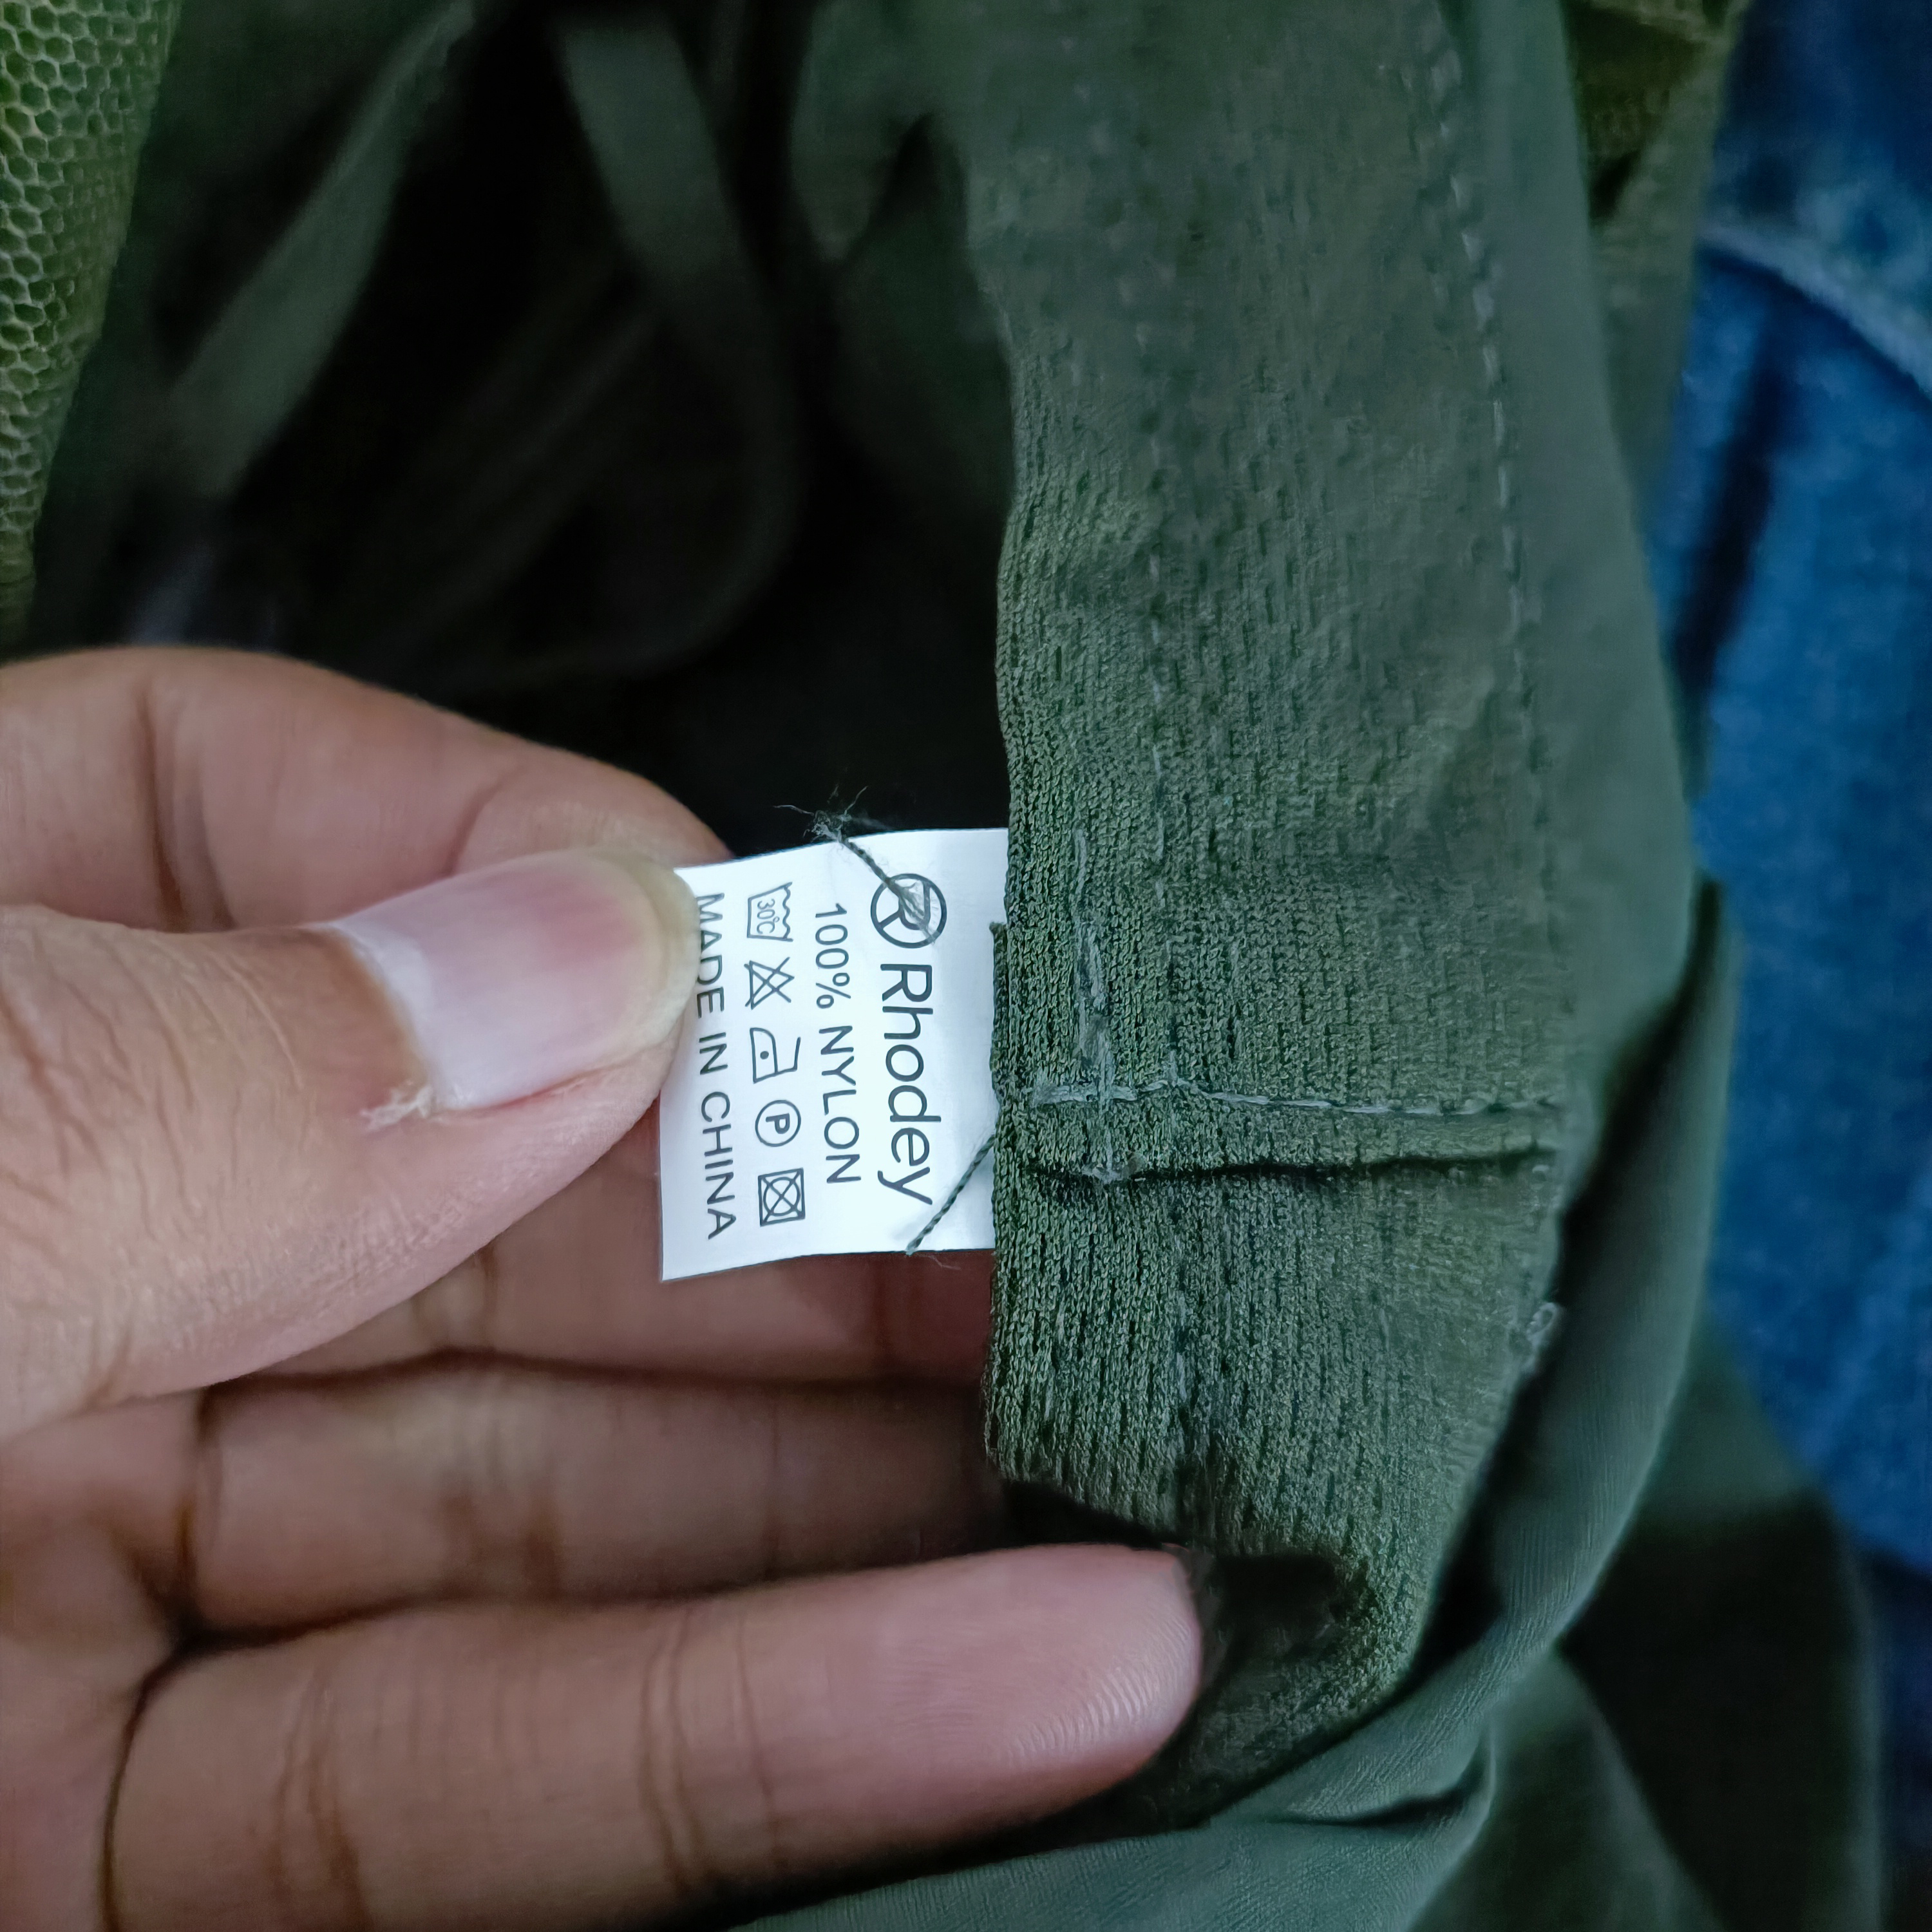 Rhodey
100% NYLON
30°C P
MADE IN CHINA